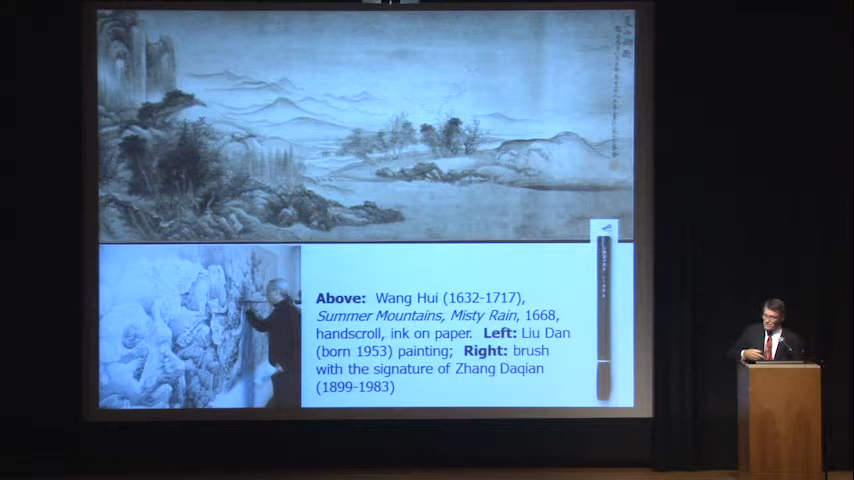 Above: Wang Hui (1632-1717),
Summer Mountains, Misty Rain, 1668,
handscroll, ink on paper. Left: Liu Dan
(born 1953) painting; Right: brush
with the signature of Zhang Daqian
(1899-1983)